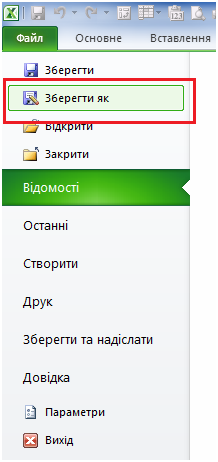 Файл Основне Вставлення
Зберегти
Зберегти як
Відкрити
Закрити
Відомості
Останні
Створити
Друк
Зберегти та надіслати
Довідка
Параметри
Вихід